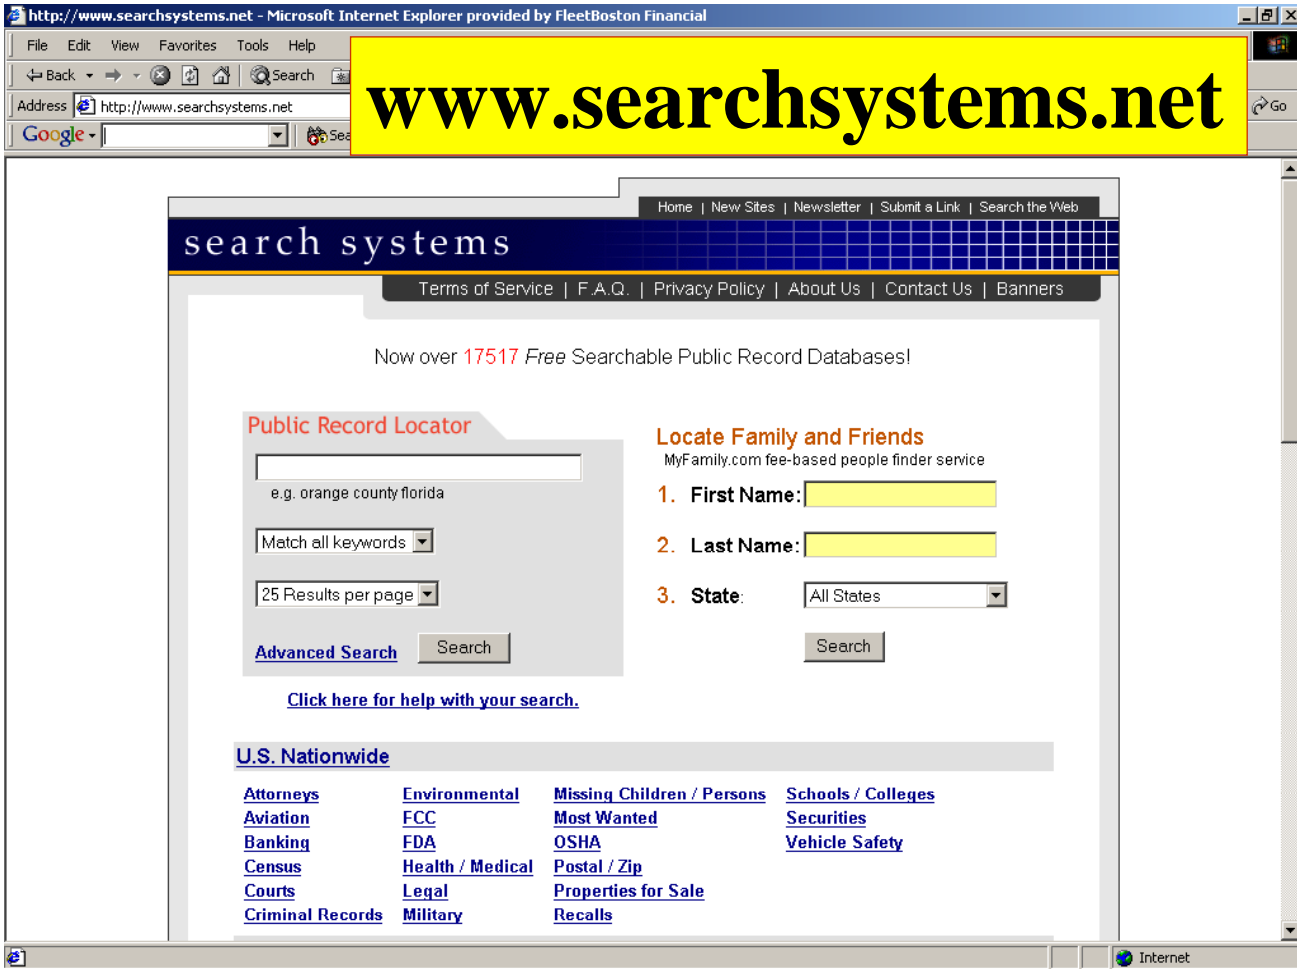 http://www.searchsystems.net - Microsoft Internet Explorer provided by FleetBoston Financial
File Edit View Favorites Tools Help
Back Search
www.searchsystems.net
Address http://www.searchsystems.net Go
Google Sea
Home | New Sites | Newsletter | Submit a Link | Search the Web
search systems
Terms of Service | F.A.Q. | Privacy Policy | About Us | Contact Us | Banners
Now over 17517 Free Searchable Public Record Databases!
Public Record Locator
e.g. orange county florida
Match all keywords
25 Results per page
Advanced Search Search
Click here for help with your search.
Locate Family and Friends
MyFamily.com fee-based people finder service
1. First Name:
2. Last Name:
3. State: All States
Search
U.S. Nationwide
Attorneys Environmental Missing Children / Persons Schools / Colleges
Aviation FCC Most Wanted Securities
Banking FDA OSHA Vehicle Safety
Census Health / Medical Postal / Zip
Courts Legal Properties for Sale
Criminal Records Military Recalls
Internet